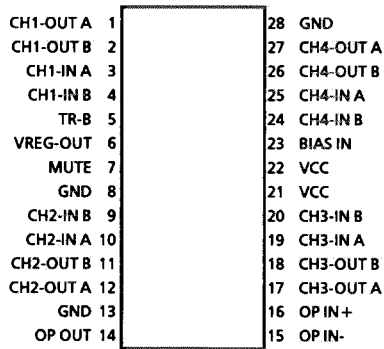 CH1-OUT A 1 28 GND
CH1-OUT B 2 27 CH4-OUT A
CH1-IN A 3 26 CH4-OUT B
CH1-IN B 4 25 CH4-IN A
TR-B 5 24 CH4-IN B
VREG-OUT 6 23 BIAS IN
MUTE 7 22 VCC
GND 8 21 VCC
CH2-IN B 9 20 CH3-IN B
CH2-IN A 10 19 CH3-IN A
CH2-OUT B 11 18 CH3-OUT B
CH2-OUT A 12 17 CH3-OUT A
GND 13 16 OP IN+
OP OUT 14 15 OP IN-